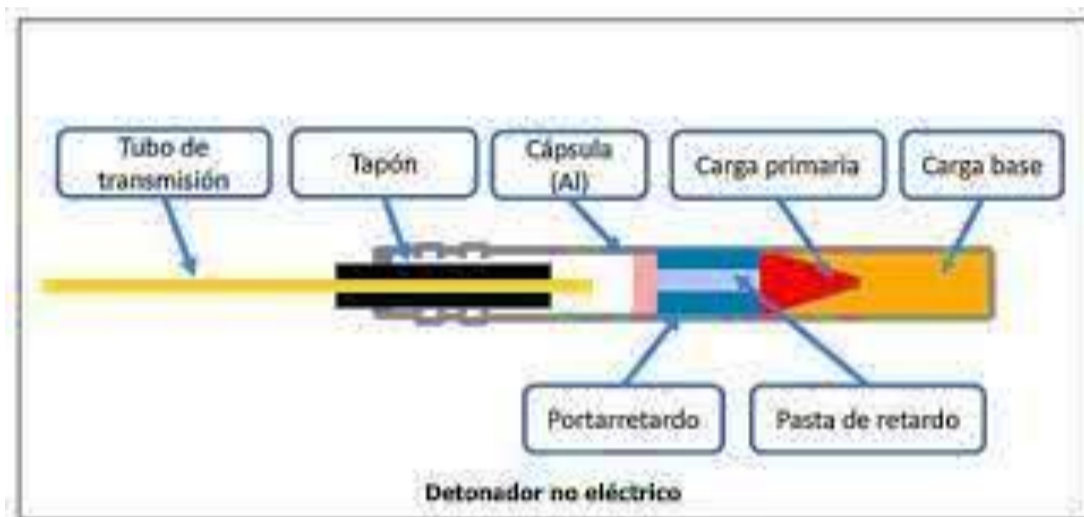 Tubo de
transmisión
Tapón
Cápsula
(Al)
Carga primaria
Carga base
Portarretardo
Pasta de retardo
Detonador no eléctrico